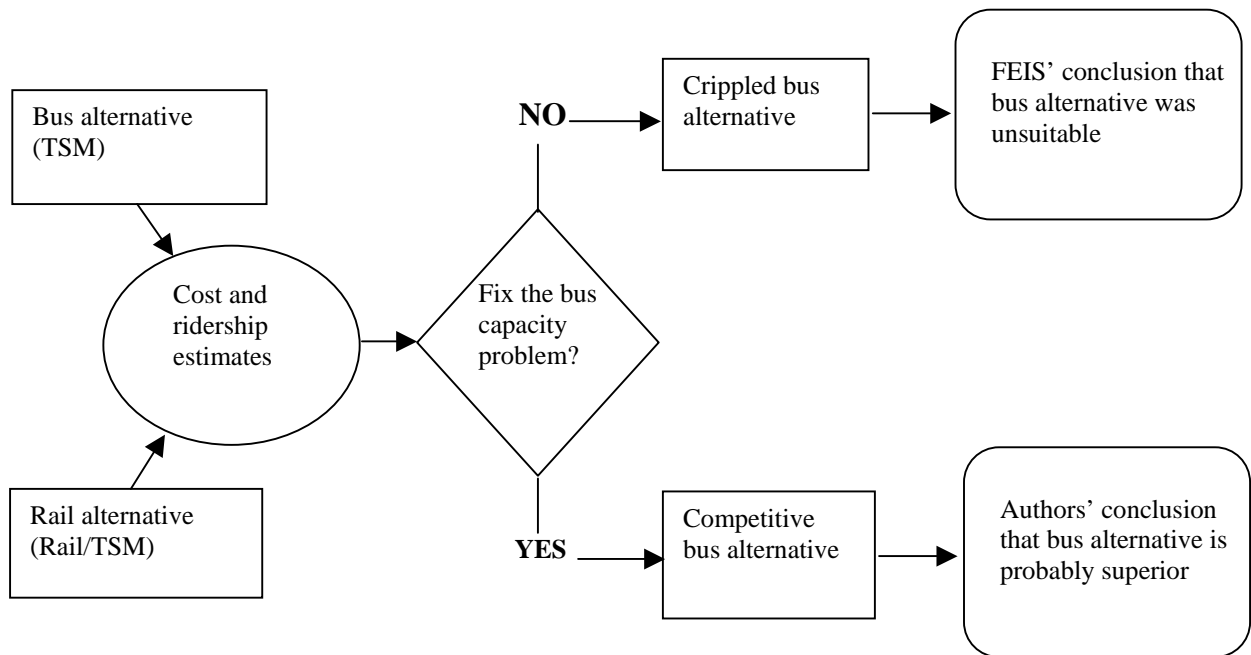 Bus alternative
(TSM)
Cost and
ridership
estimates
Rail alternative
(Rail/TSM)
Fix the bus
capacity
problem?
NO
Crippled bus
alternative
FEIS’ conclusion that
bus alternative was
unsuitable
YES
Competitive
bus alternative
Authors’ conclusion
that bus alternative is
probably superior